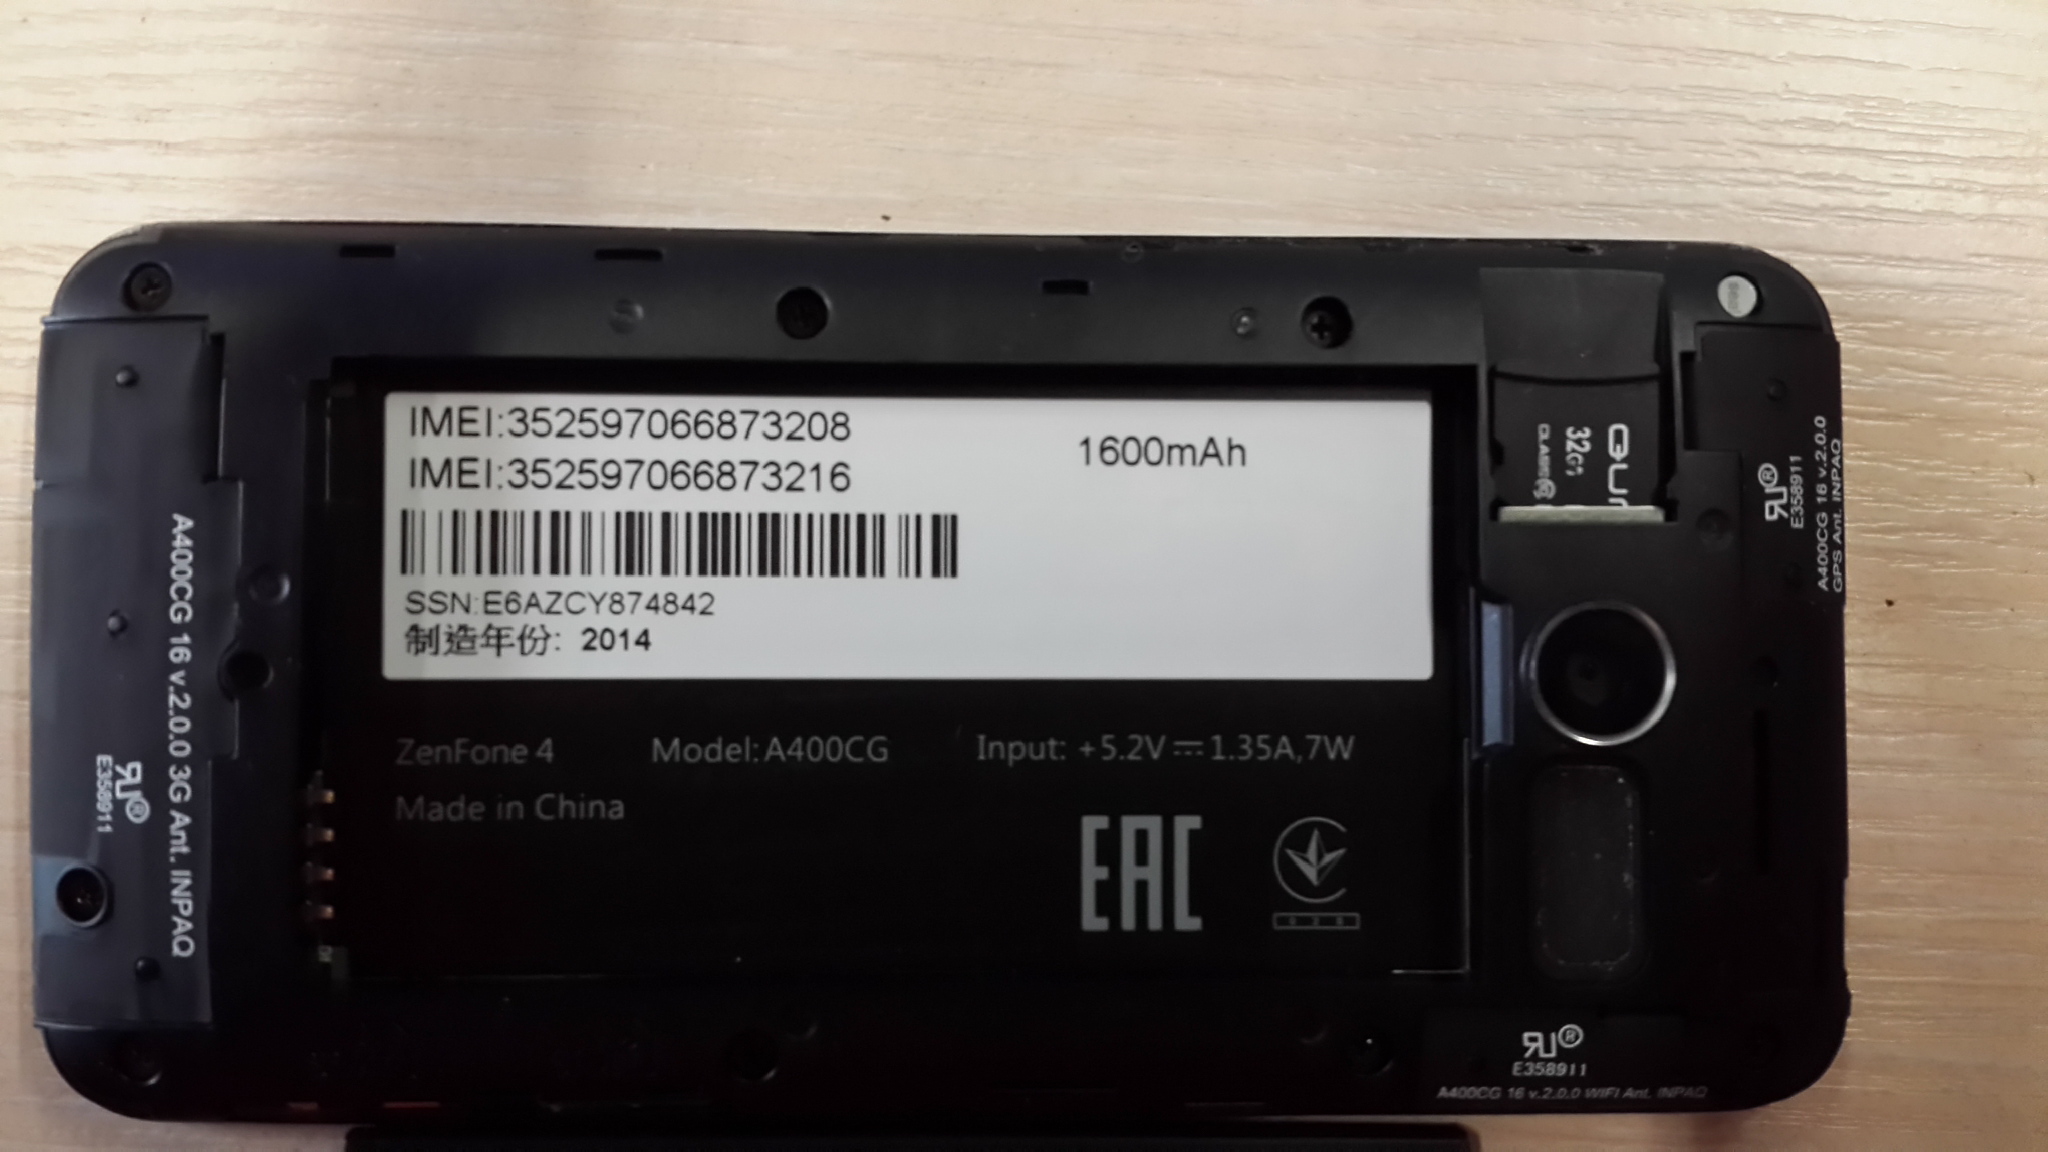 IMEI:352597066873208
IMEI:352597066873216
1600mAh
SSN:E6AZCY874842
制造年份: 2014
ZenFone 4
Model:A400CG
Input: +5.2V⎓1.35A,7W
Made in China
EAC
A400CG 16 v.2.0.0 3G Ant. INPAQ
E358911
32GB
A400CG 16 v.2.0.0
GPS Ant. INPAQ
E358911
E358911
A400CG 16 v.2.0.0 WIFI Ant. INPAQ